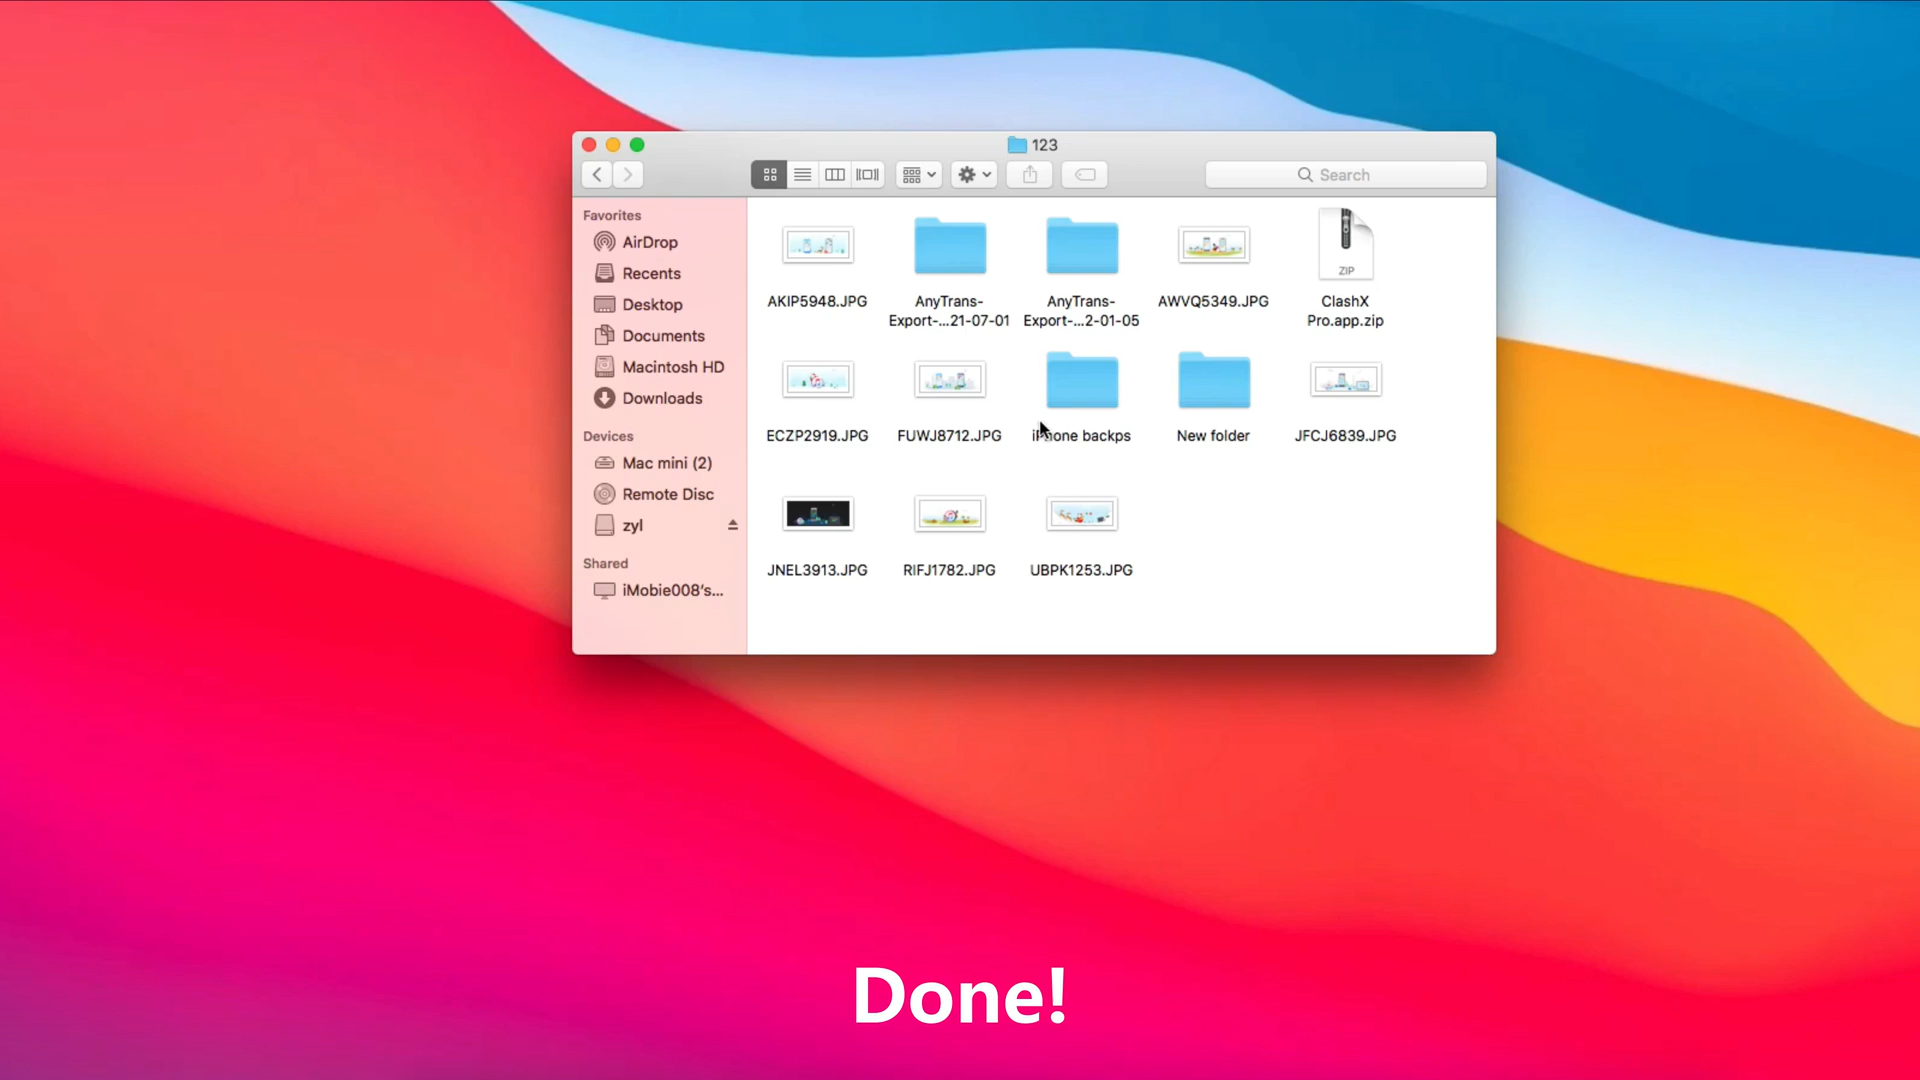 123
Search
Favorites
AirDrop
Recents
Desktop
Documents
Macintosh HD
Downloads
Devices
Mac mini (2)
Remote Disc
zyl
Shared
iMobie008's...
AKIP5948.JPG
AnyTrans-
Export-...21-07-01
AnyTrans-
Export-...2-01-05
AWVQ5349.JPG
ZIP
ClashX
Pro.app.zip
ECZP2919.JPG
FUWJ8712.JPG
iPhone backps
New folder
JFCJ6839.JPG
JNEL3913.JPG
RIFJ1782.JPG
UBPK1253.JPG
Done!